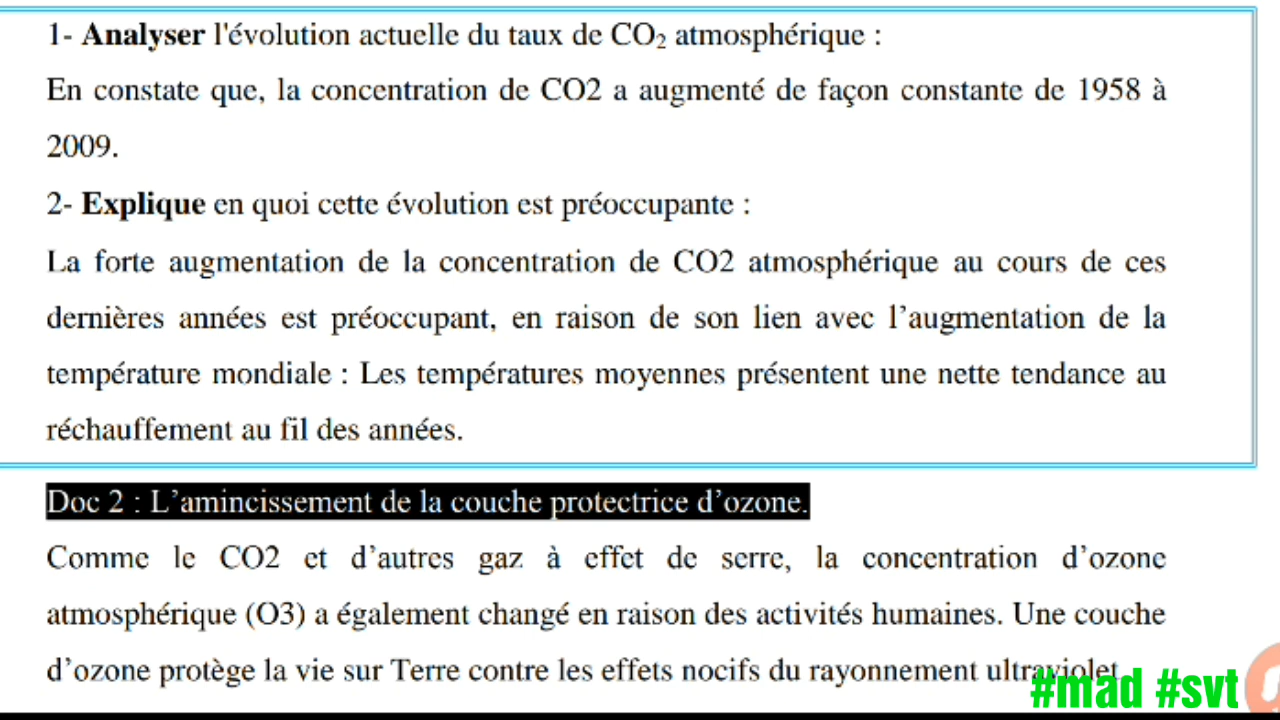 1- Analyser l'évolution actuelle du taux de CO₂ atmosphérique :
En constate que, la concentration de CO2 a augmenté de façon constante de 1958 à
2009.
2- Explique en quoi cette évolution est préoccupante :
La forte augmentation de la concentration de CO2 atmosphérique au cours de ces
dernières années est préoccupant, en raison de son lien avec l’augmentation de la
température mondiale : Les températures moyennes présentent une nette tendance au
réchauffement au fil des années.
Doc 2 : L’amincissement de la couche protectrice d’ozone.
Comme le CO2 et d’autres gaz à effet de serre, la concentration d’ozone
atmosphérique (O3) a également changé en raison des activités humaines. Une couche
d’ozone protège la vie sur Terre contre les effets nocifs du rayonnement ultraviolet
#mad #svt